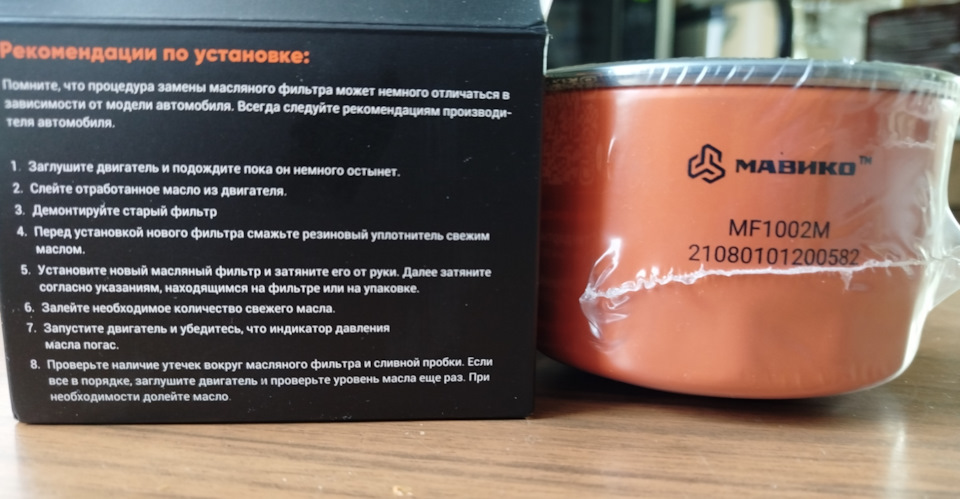 Рекомендации по установке:
Помните, что процедура замены масляного фильтра может немного отличаться в
зависимости от модели автомобиля. Всегда следуйте рекомендациям производи-
теля автомобиля.
1. Заглушите двигатель и подождите пока он немного остынет.
2. Слейте отработанное масло из двигателя.
3. Демонтируйте старый фильтр
4. Перед установкой нового фильтра смажьте резиновый уплотнитель свежим
маслом.
5. Установите новый масляный фильтр и затяните его от руки. Далее затяните
согласно указаниям, находящимся на фильтре или на упаковке.
6. Залейте необходимое количество свежего масла.
7. Запустите двигатель и убедитесь, что индикатор давления
масла погас.
8. Проверьте наличие утечек вокруг масляного фильтра и сливной пробки. Если
все в порядке, заглушите двигатель и проверьте уровень масла еще раз. При
необходимости долейте масло.
МАВИКО™
MF1002M
21080101200582